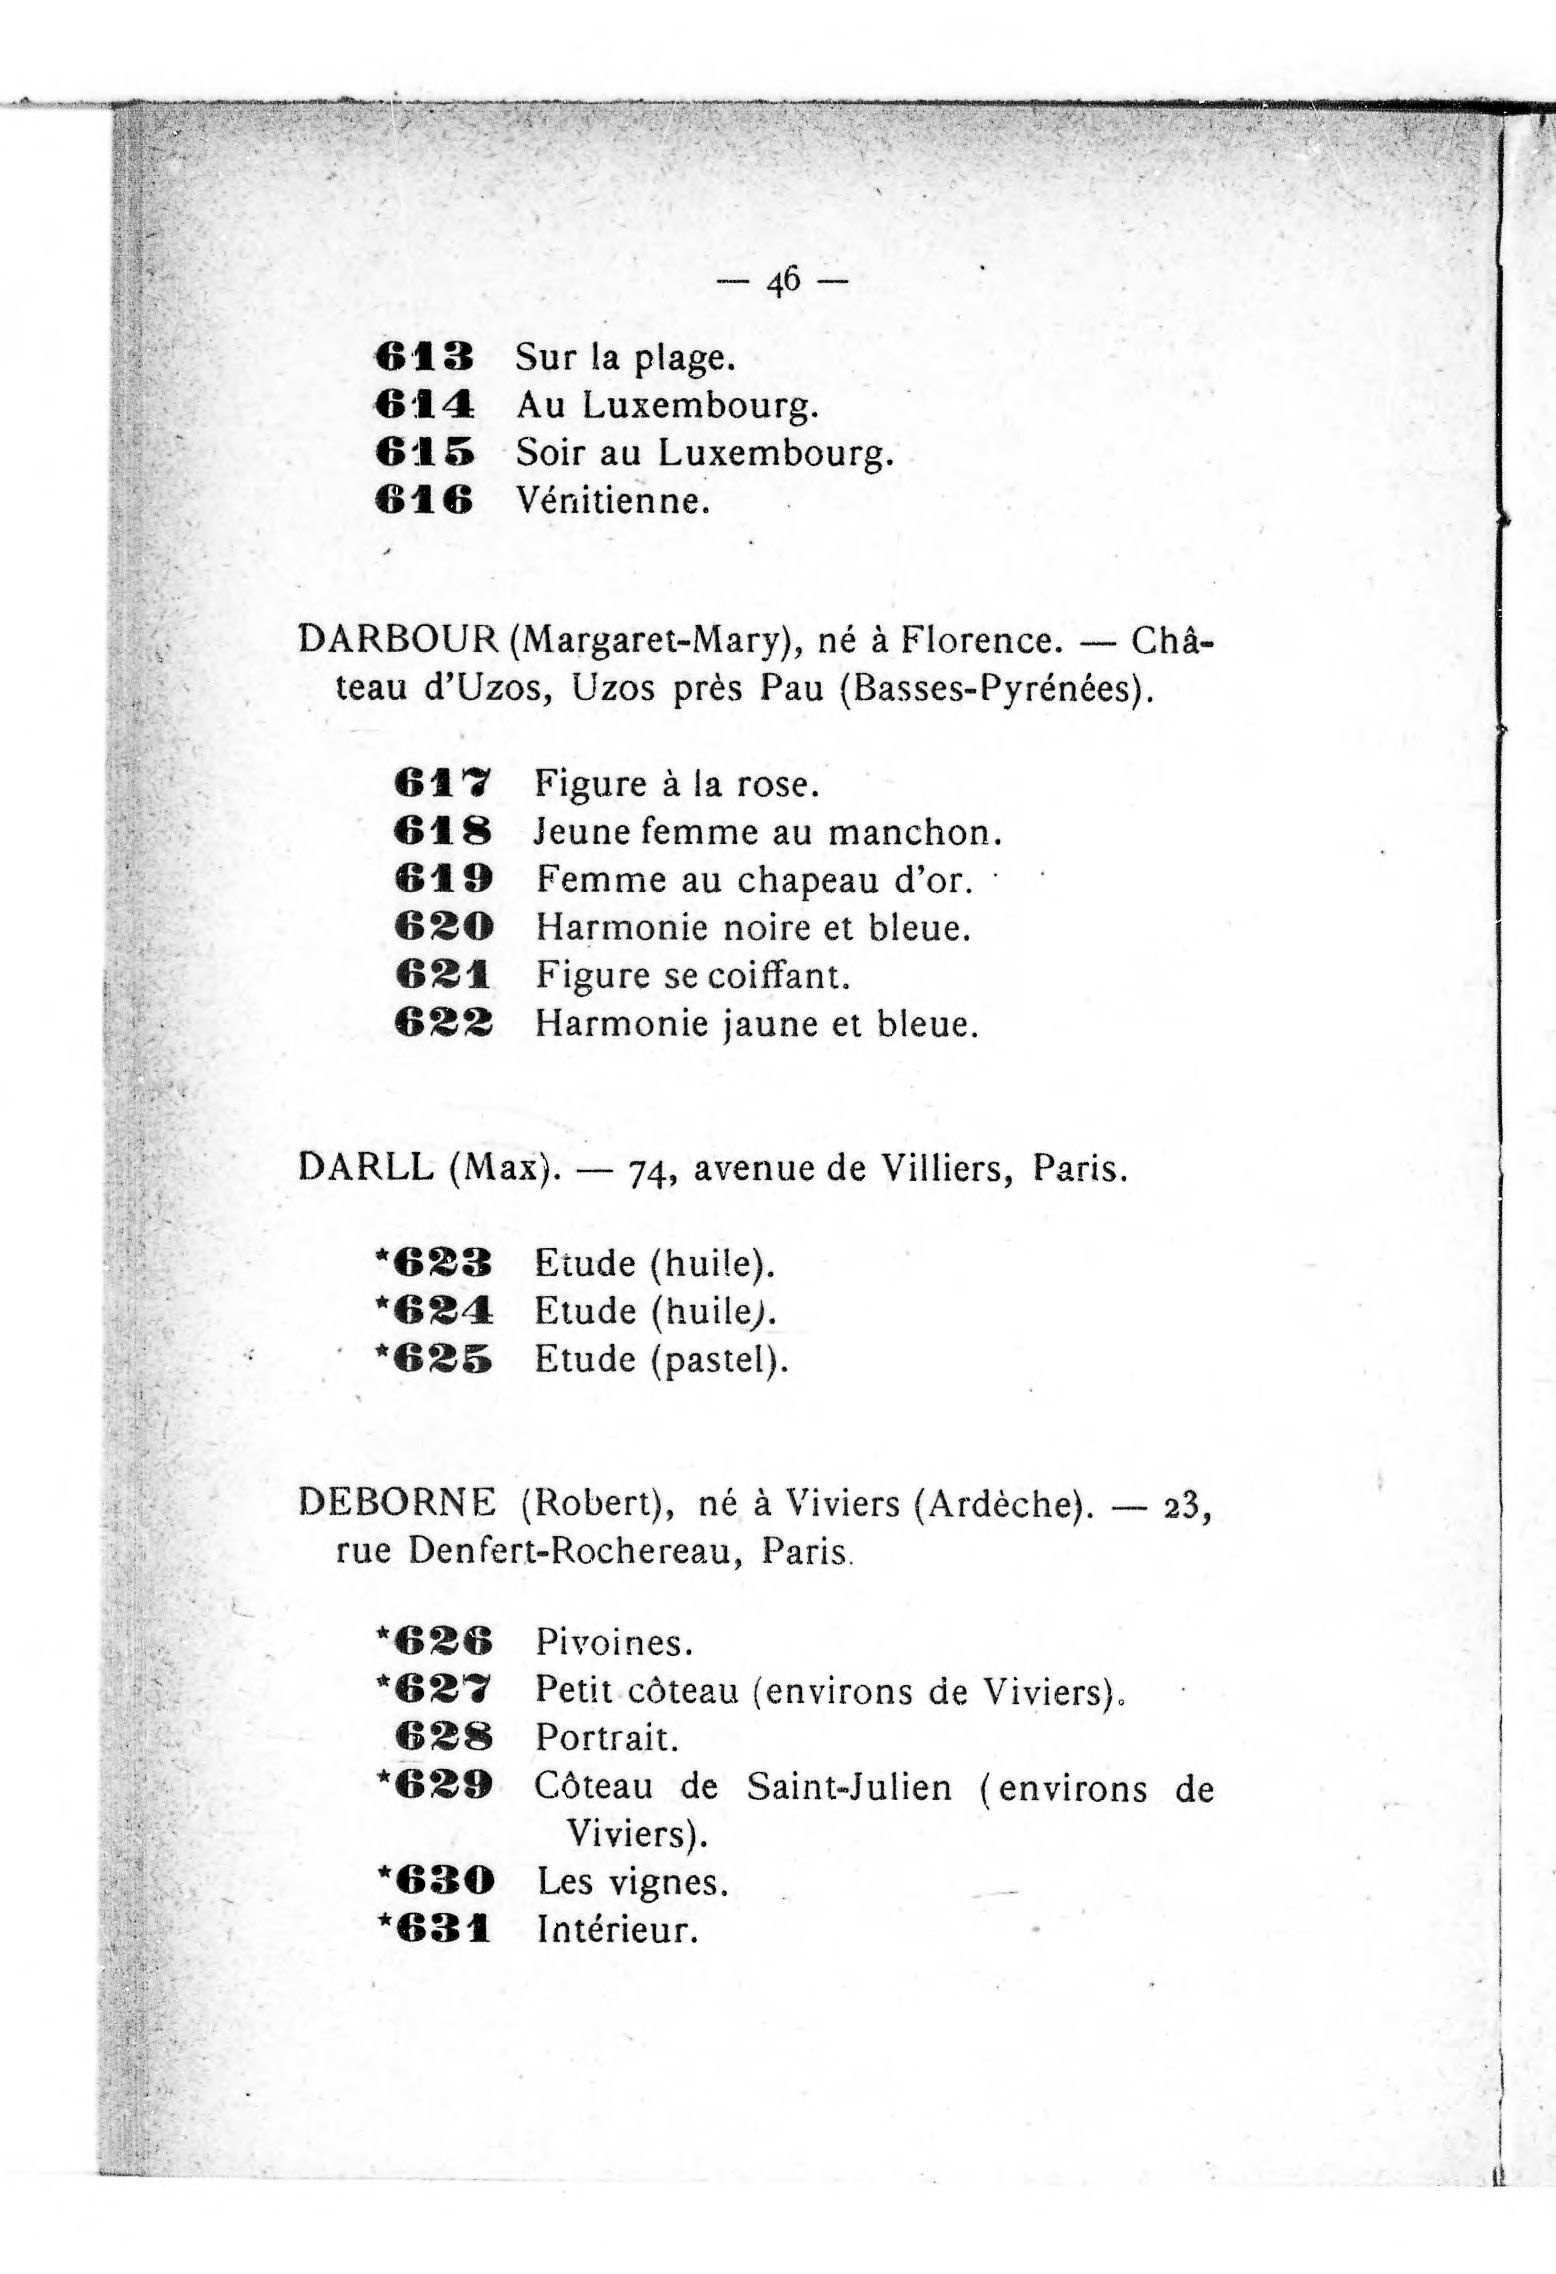 — 46 —
613 Sur la plage.
614 Au Luxembourg.
615 Soir au Luxembourg.
616 Vénitienne.
DARBOUR (Margaret-Mary), né à Florence. — Châ-
teau d'Uzos, Uzos près Pau (Basses-Pyrénées).
617 Figure à la rose.
618 Jeune femme au manchon.
619 Femme au chapeau d'or.
620 Harmonie noire et bleue.
621 Figure se coiffant.
622 Harmonie jaune et bleue.
DARLL (Max). — 74, avenue de Villiers, Paris.
*623 Etude (huile).
*624 Etude (huile).
*625 Etude (pastel).
DEBORNE (Robert), né à Viviers (Ardèche). — 23,
rue Denfert-Rochereau, Paris.
*626 Pivoines.
*627 Petit côteau (environs de Viviers).
628 Portrait.
*629 Côteau de Saint-Julien (environs de
Viviers).
*630 Les vignes.
*631 Intérieur.